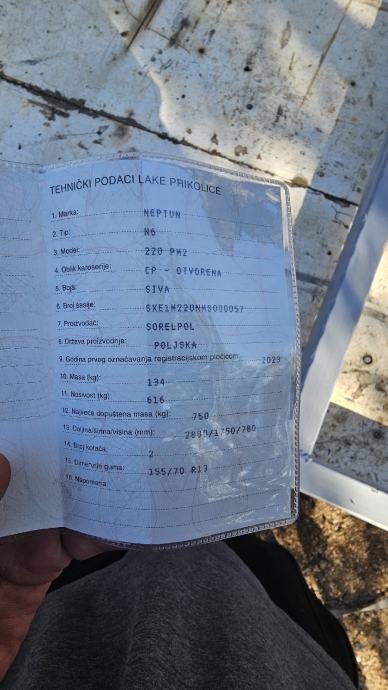 TEHNIČKI PODACI LAKE PRIKOLICE
1. Marka: NEPTUN
2. Tip: N6
3. Model: 220 PM2
4. Oblik karoserije: CP - OTVORENA
5. Boja: SIVA
6. Broj šasije: SXE1M220NMS000057
7. Proizvođač: SORELPOL
8. Država proizvodnje: POLJSKA
9. Godina prvog označavanja registracijskom pločicom: 2023
10. Masa (kg): 134
11. Nosivost (kg): 616
12. Najveća dopuštena masa (kg): 750
13. Duljina/širina/visina (mm): 2880/1750/780
14. Broj kotača: 2
15. Dimenzije guma: 155/70 R13
16. Napomena: